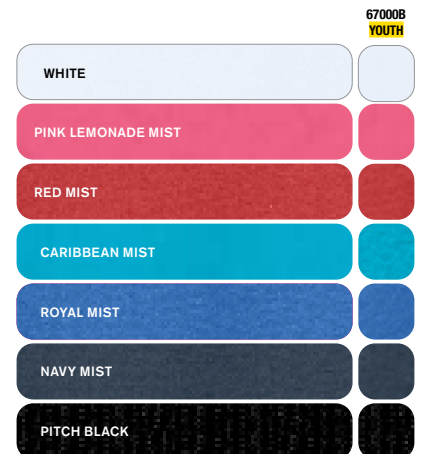 67000B
YOUTH
WHITE
PINK LEMONADE MIST
RED MIST
CARIBBEAN MIST
ROYAL MIST
NAVY MIST
PITCH BLACK